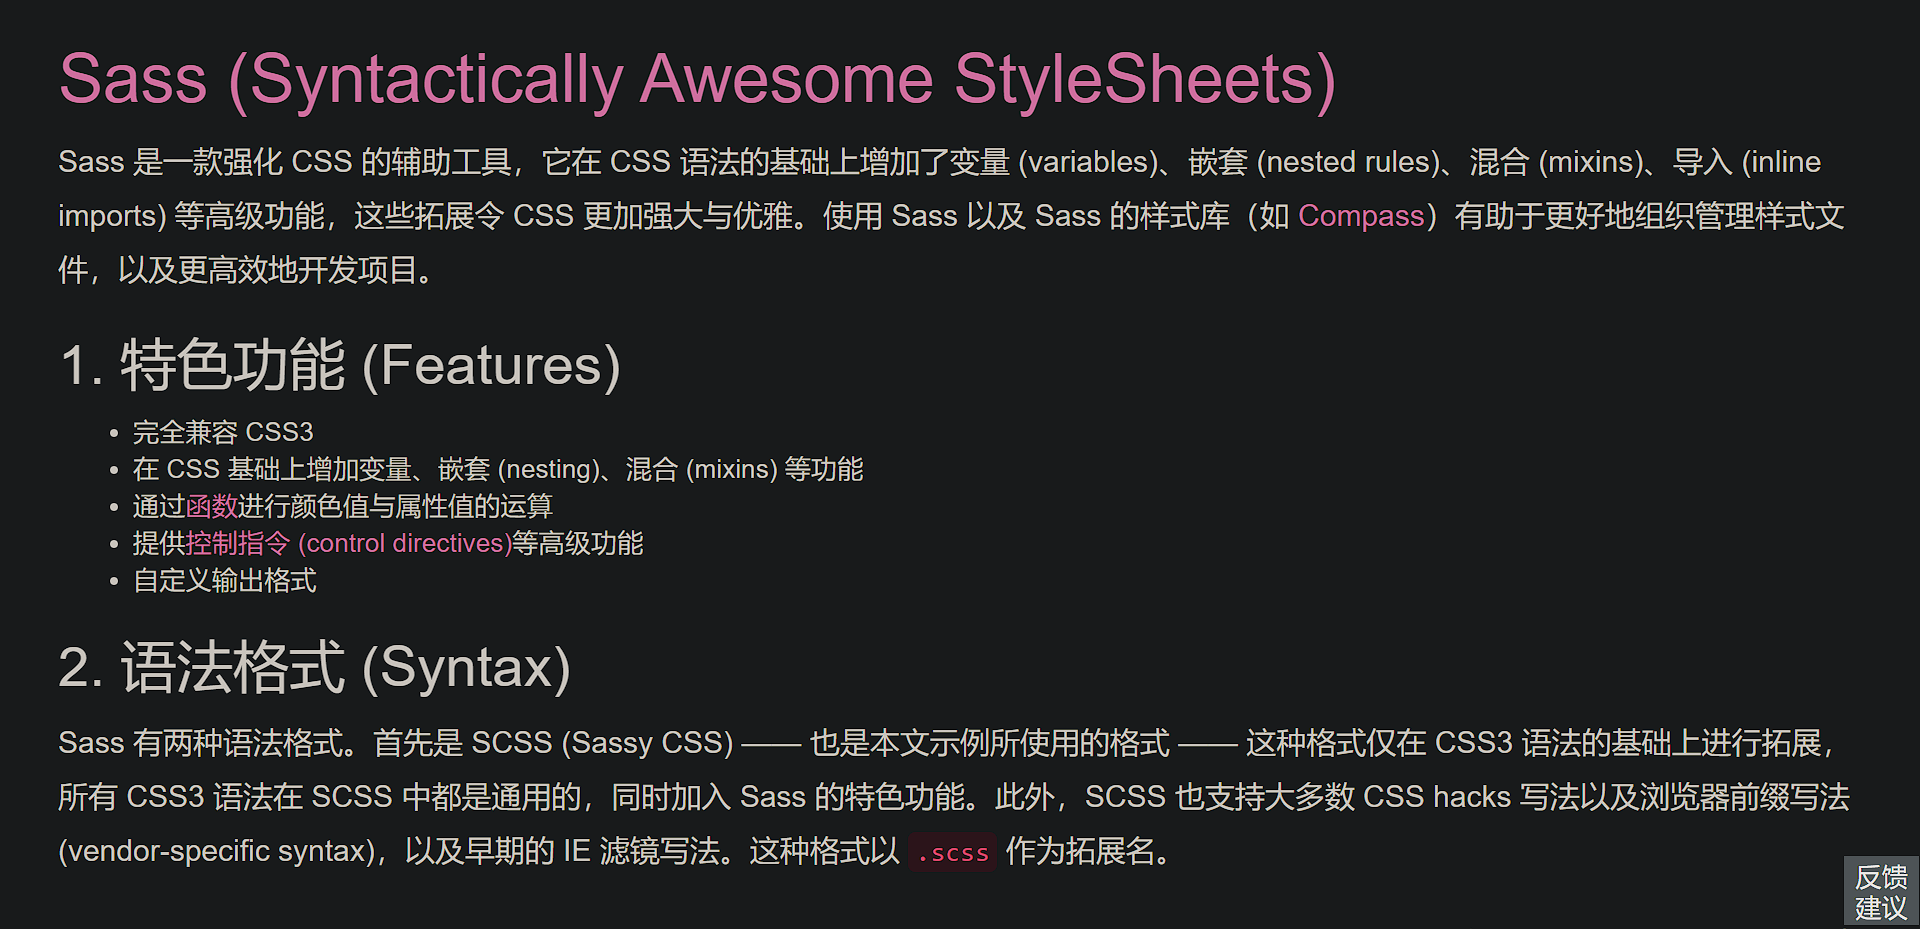 Sass (Syntactically Awesome StyleSheets)
Sass 是一款强化 CSS 的辅助工具，它在 CSS 语法的基础上增加了变量 (variables)、嵌套 (nested rules)、混合 (mixins)、导入 (inline
imports) 等高级功能，这些拓展令 CSS 更加强大与优雅。使用 Sass 以及 Sass 的样式库（如 Compass）有助于更好地组织管理样式文
件，以及更高效地开发项目。
1. 特色功能 (Features)
• 完全兼容 CSS3
• 在 CSS 基础上增加变量、嵌套 (nesting)、混合 (mixins) 等功能
• 通过函数进行颜色值与属性值的运算
• 提供控制指令 (control directives)等高级功能
• 自定义输出格式
2. 语法格式 (Syntax)
Sass 有两种语法格式。首先是 SCSS (Sassy CSS) —— 也是本文示例所使用的格式 —— 这种格式仅在 CSS3 语法的基础上进行拓展，
所有 CSS3 语法在 SCSS 中都是通用的，同时加入 Sass 的特色功能。此外，SCSS 也支持大多数 CSS hacks 写法以及浏览器前缀写法
(vendor-specific syntax)，以及早期的 IE 滤镜写法。这种格式以 .scss 作为拓展名。
反馈
建议